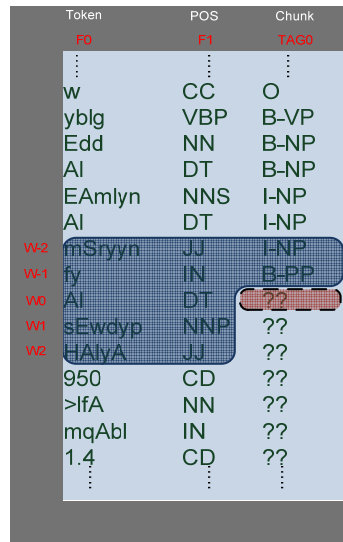 Token POS Chunk
F0 F1 TAG0
w CC O
yblg VBP B-VP
Edd NN B-NP
Al DT B-NP
EAmlyn NNS I-NP
Al DT I-NP
W-2 mSryyn JJ I-NP
W-1 fy IN B-PP
W0 Al DT ??
W1 sEwdyp NNP ??
W2 HAlyA JJ ??
950 CD ??
>lfA NN ??
mqAbl IN ??
1.4 CD ??